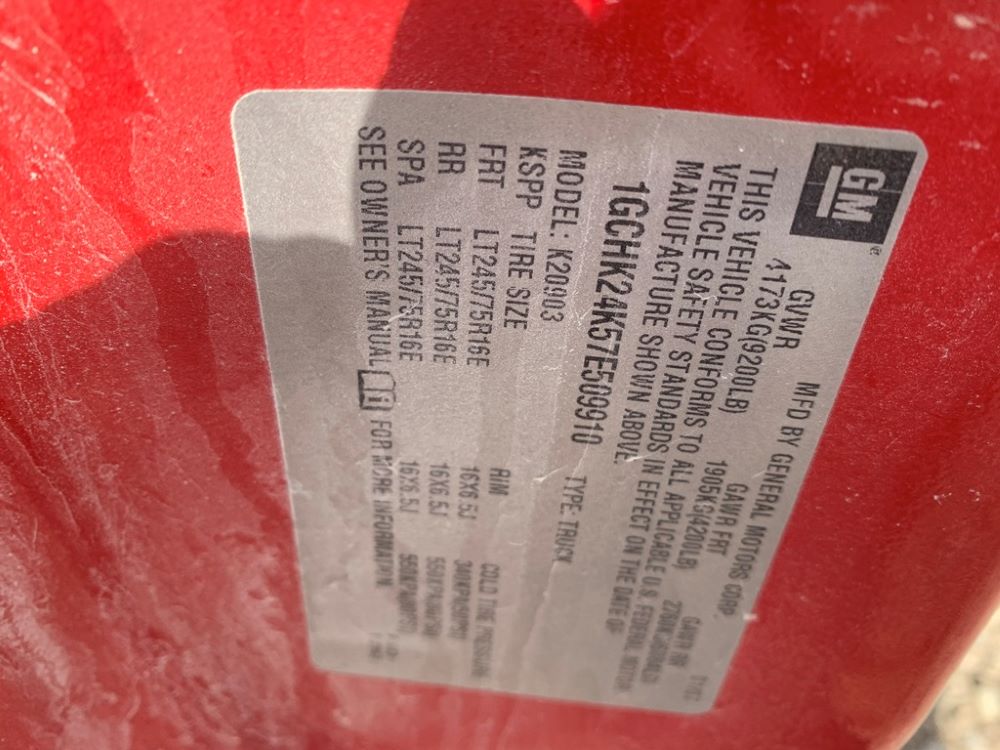 GM ®
MFD BY GENERAL MOTORS CORP.
GVWR GAWR FRT GAWR RR
4173KG(9200LB) 1905KG(4200LB)
THIS VEHICLE CONFORMS TO ALL APPLICABLE U.S. FEDERAL MOTOR
VEHICLE SAFETY STANDARDS IN EFFECT ON THE DATE OF
MANUFACTURE SHOWN ABOVE.
1GCHK24K57E509910 TYPE: TRUCK
MODEL: K20903
KSPP TIRE SIZE RIM COLD TIRE PRESSURE
FRT LT245/75R16E 16X6.5J
RR LT245/75R16E 16X6.5J
SPA LT245/75R16E 16X6.5J
SEE OWNER'S MANUAL FOR MORE INFORMATION